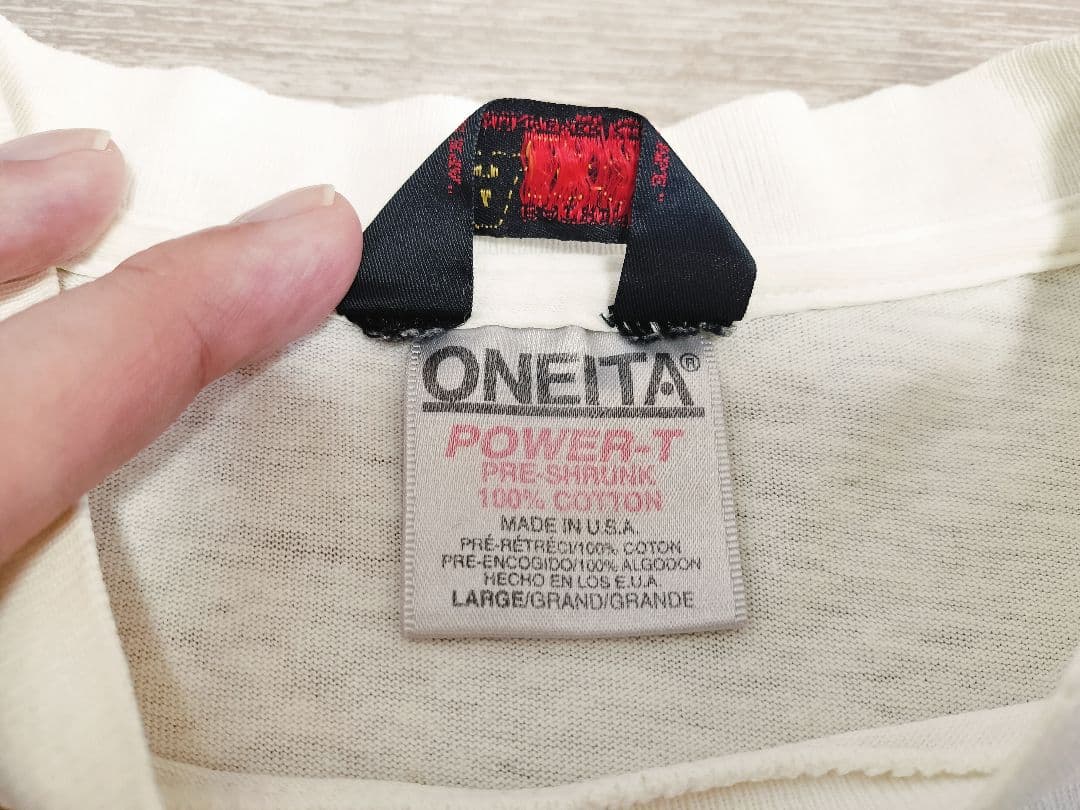 ONEITA®
POWER-T
PRE-SHRUNK
100% COTTON
MADE IN U.S.A.
PRÉ-RÉTRÉCI/100% COTON
PRE-ENCOGIDO/100% ALGODON
HECHO EN LOS E.U.A.
LARGE/GRAND/GRANDE